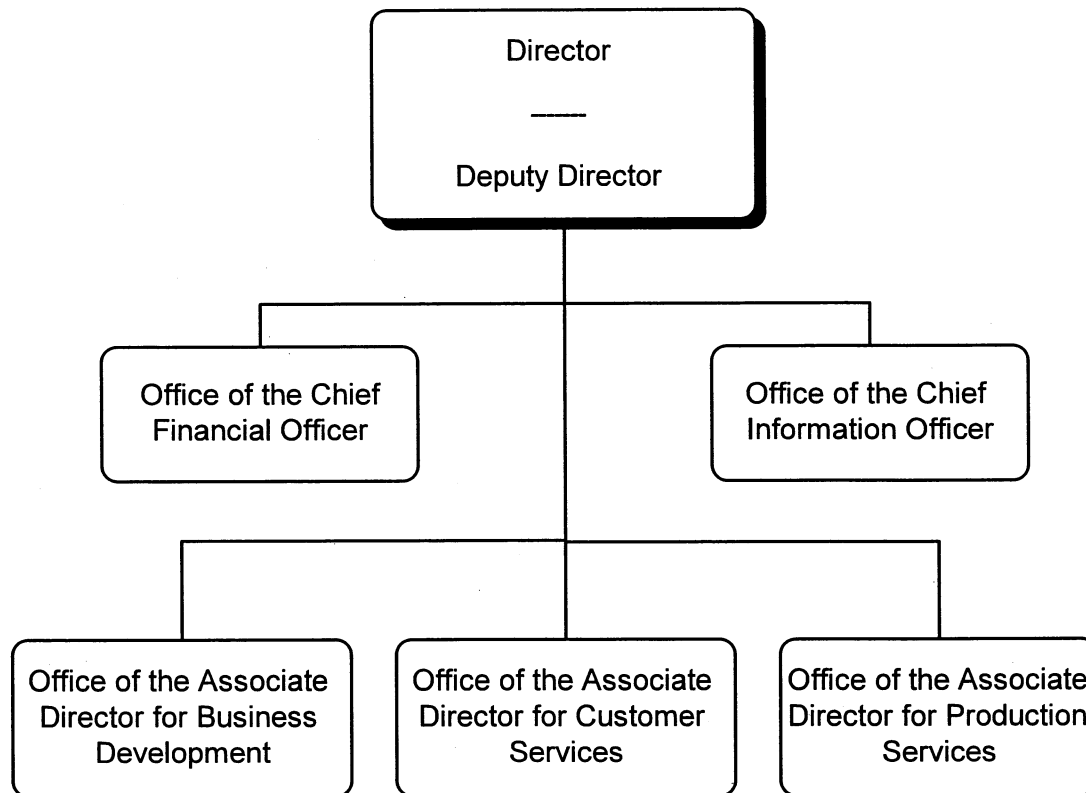 Director
-----
Deputy Director
Office of the Chief
Financial Officer
Office of the Chief
Information Officer
Office of the Associate
Director for Business
Development
Office of the Associate
Director for Customer
Services
Office of the Associate
Director for Production
Services